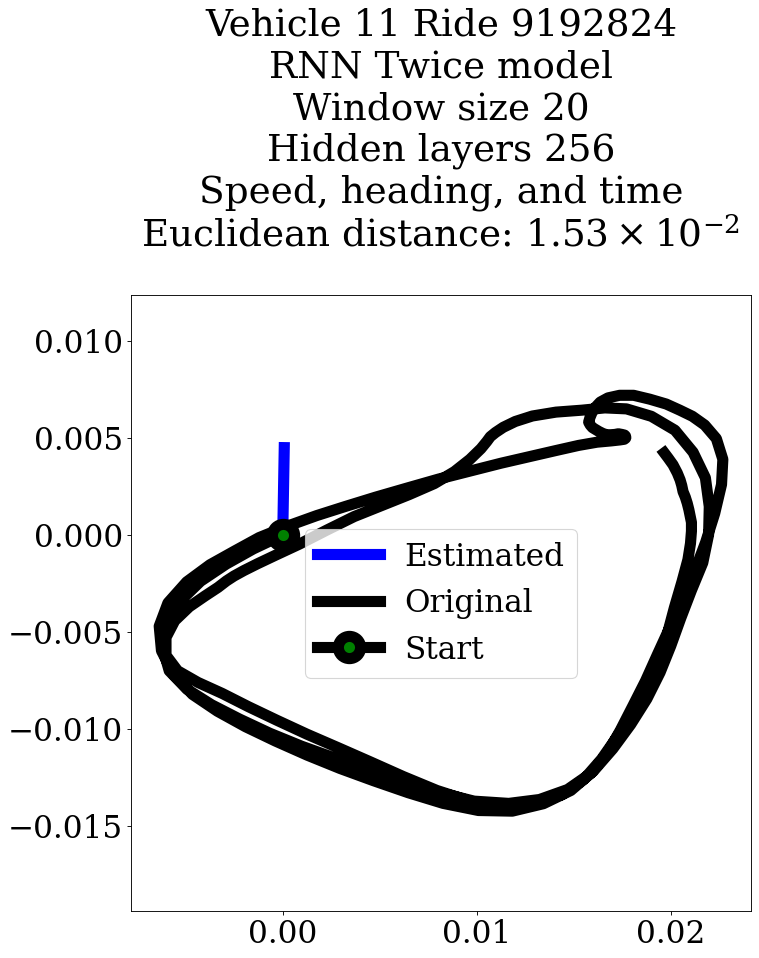 Vehicle 11 Ride 9192824
RNN Twice model
Window size 20
Hidden layers 256
Speed, heading, and time
Euclidean distance: 1.53 × 10⁻²
0.010
0.005
0.000
−0.005
−0.010
−0.015
Estimated
Original
Start
0.00 0.01 0.02